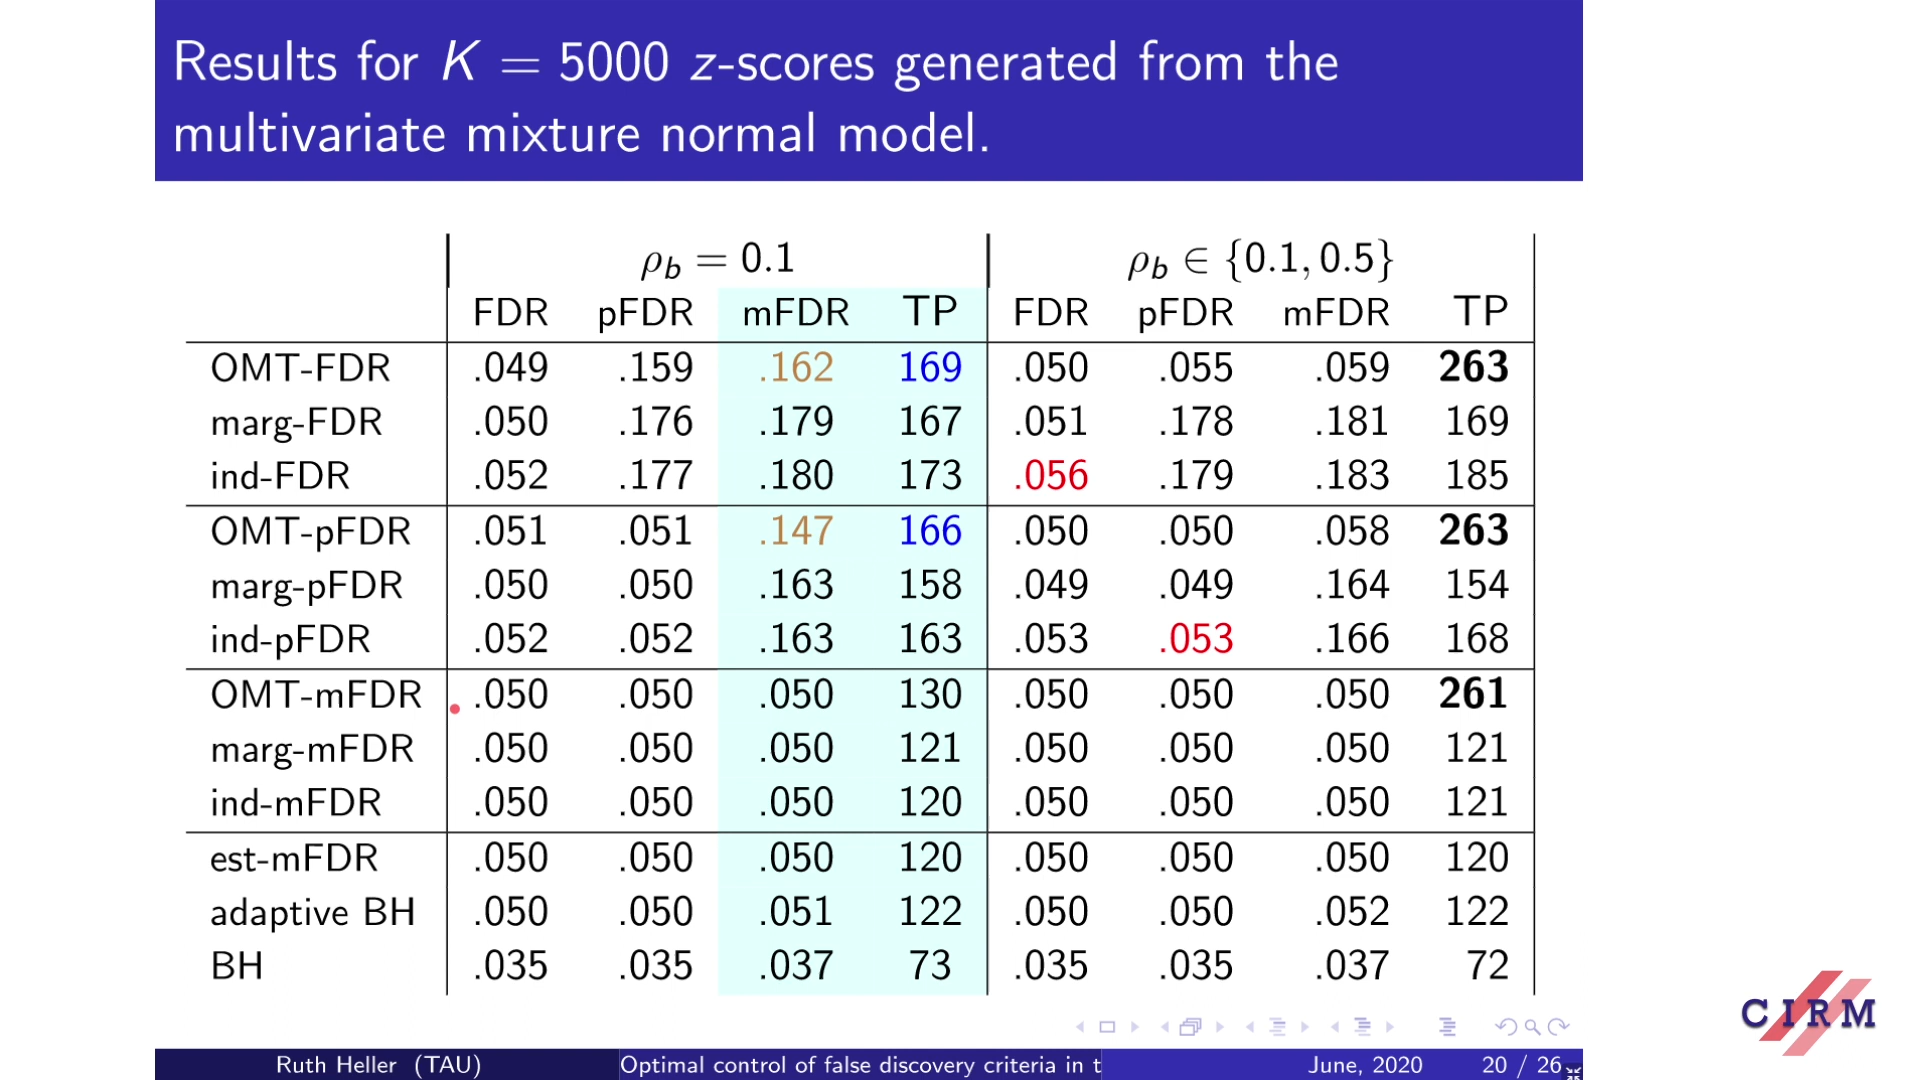 Results for K = 5000 z-scores generated from the
multivariate mixture normal model.
ρb = 0.1 ρb ∈ {0.1, 0.5}
FDR pFDR mFDR TP FDR pFDR mFDR TP
OMT-FDR .049 .159 .162 169 .050 .055 .059 263
marg-FDR .050 .176 .179 167 .051 .178 .181 169
ind-FDR .052 .177 .180 173 .056 .179 .183 185
OMT-pFDR .051 .051 .147 166 .050 .050 .058 263
marg-pFDR .050 .050 .163 158 .049 .049 .164 154
ind-pFDR .052 .052 .163 163 .053 .053 .166 168
OMT-mFDR .050 .050 .050 130 .050 .050 .050 261
marg-mFDR .050 .050 .050 121 .050 .050 .050 121
ind-mFDR .050 .050 .050 120 .050 .050 .050 121
est-mFDR .050 .050 .050 120 .050 .050 .050 120
adaptive BH .050 .050 .051 122 .050 .050 .052 122
BH .035 .035 .037 73 .035 .035 .037 72
CIRM
Ruth Heller (TAU) Optimal control of false discovery criteria in t June, 2020 20 / 26